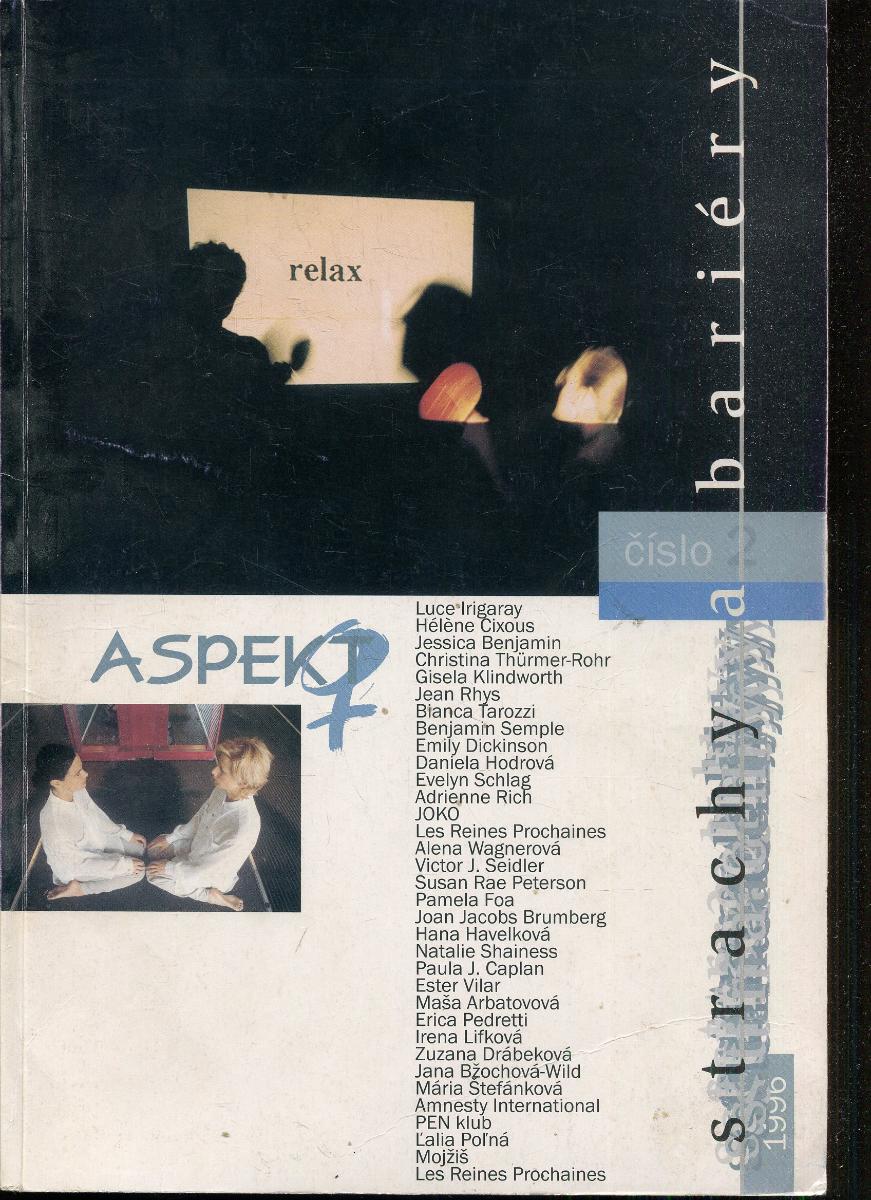 relax
strachy a bariéry
číslo
2
ASPEKT
Luce Irigaray
Hélène Cixous
Jessica Benjamin
Christina Thürmer-Rohr
Gisela Klindworth
Jean Rhys
Bianca Tarozzi
Benjamin Semple
Emily Dickinson
Daniela Hodrová
Evelyn Schlag
Adrienne Rich
JOKO
Les Reines Prochaines
Alena Wagnerová
Victor J. Seidler
Susan Rae Peterson
Pamela Foa
Joan Jacobs Brumberg
Hana Havelková
Natalie Shainess
Paula J. Caplan
Ester Vilar
Maša Arbatovová
Erica Pedretti
Irena Lifková
Zuzana Drábeková
Jana Bžochová-Wild
Mária Štefánková
Amnesty International
PEN klub
Ľalia Poľná
Mojžiš
Les Reines Prochaines
1996